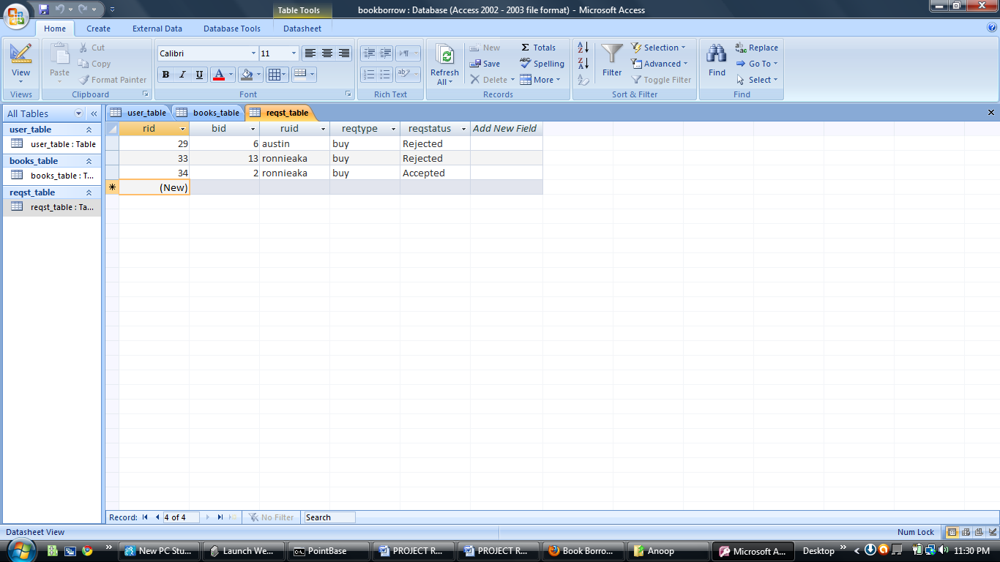 Table Tools
bookborrow : Database (Access 2002 - 2003 file format) - Microsoft Access
Home Create External Data Database Tools Datasheet
View
Views
Paste
Cut
Copy
Format Painter
Clipboard
Calibri 11
B I U A
Font
Rich Text
Refresh All
New
Save
Delete
Totals
Spelling
More
Records
Filter
Selection
Advanced
Toggle Filter
Sort & Filter
Find
Replace
Go To
Select
Find
All Tables
user_table
user_table : Table
books_table
books_table : T...
reqst_table
reqst_table : Ta...
user_table books_table reqst_table
rid bid ruid reqtype reqstatus Add New Field
29 6 austin buy Rejected
33 13 ronnieaka buy Rejected
34 2 ronnieaka buy Accepted
(New)
Record: 4 of 4 No Filter Search
Datasheet View Num Lock
New PC Stu... Launch We... PointBase PROJECT R... PROJECT R... Book Borro... Anoop Microsoft A... Desktop 11:30 PM